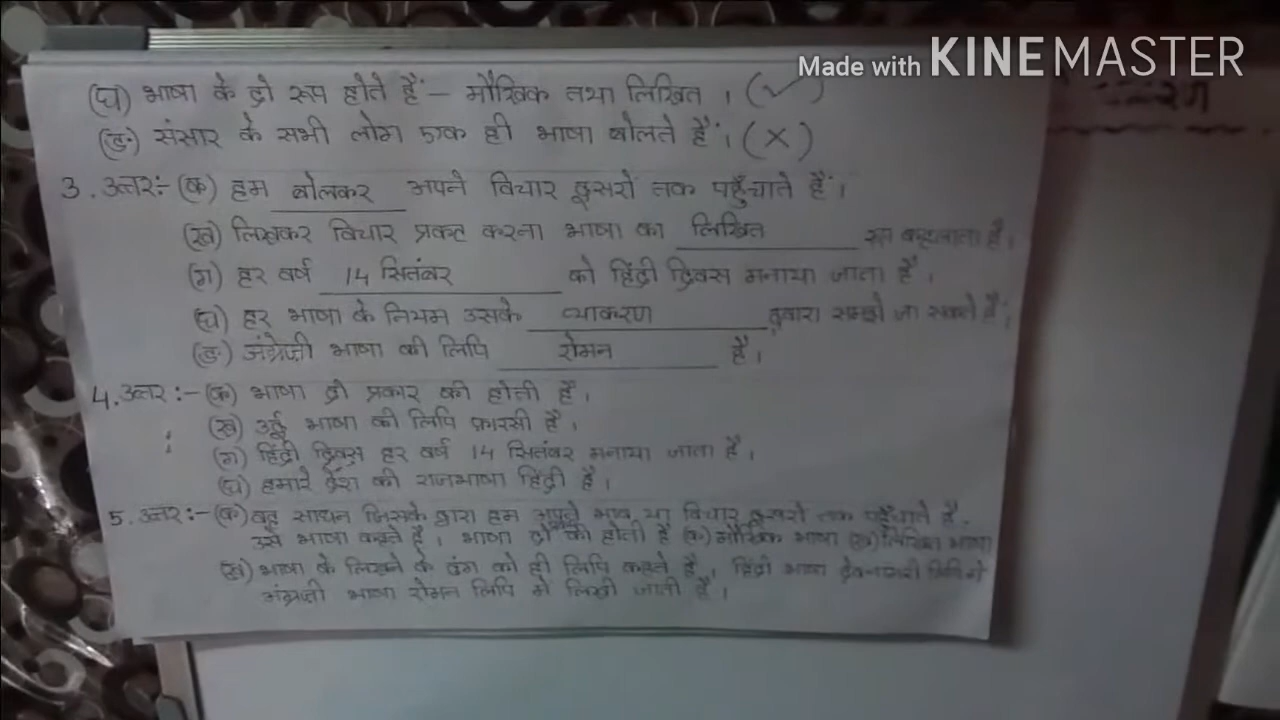 Made with KINEMASTER
(घ) भाषा के दो रूप होते हैं – मौखिक तथा लिखित । (✓)
(ङ) संसार के सभी लोग एक ही भाषा बोलते हैं । (×)
3. उत्तर:- (क) हम बोलकर अपने विचार दूसरों तक पहुँचाते हैं ।
(ख) लिखकर विचार प्रकट करना भाषा का लिखित रूप कहलाता है ।
(ग) हर वर्ष 14 सितंबर को हिंदी दिवस मनाया जाता है ।
(घ) हर भाषा के नियम उसके व्याकरण द्वारा समझे जा सकते हैं ।
(ङ) अंग्रेज़ी भाषा की लिपि रोमन है ।
4. उत्तर :- (क) भाषा दो प्रकार की होती है ।
(ख) उर्दू भाषा की लिपि फ़ारसी है ।
(ग) हिंदी दिवस हर वर्ष 14 सितंबर मनाया जाता है ।
(घ) हमारे देश की राजभाषा हिंदी है ।
5. उत्तर :- (क) वह साधन जिसके द्वारा हम अपने भाव या विचार दूसरों तक पहुँचाते है
उसे भाषा कहते है । भाषा दो की होती है (क) मौखिक भाषा (ख) लिखित भाषा
(ख) भाषा के लिखने के ढंग को ही लिपि कहते है । हिंदी भाषा देवनागरी लिपि में
अंग्रेजी भाषा रोमन लिपि में लिखी जाती है ।